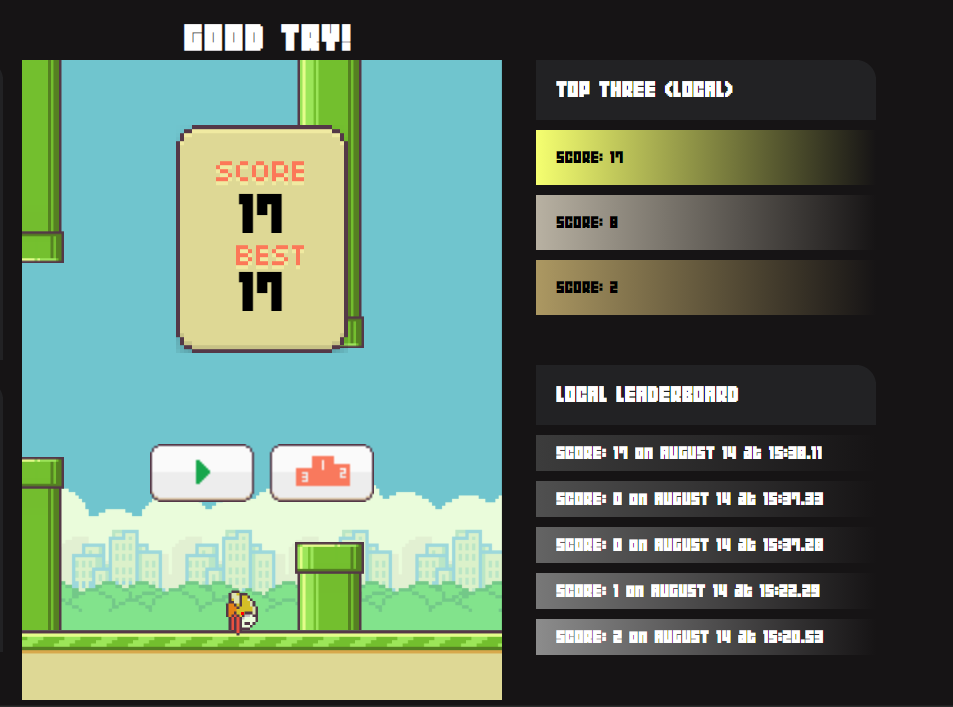 GOOD TRY!
SCORE
17
BEST
17
3 1 2
TOP THREE (LOCAL)
SCORE: 17
SCORE: 8
SCORE: 2
LOCAL LEADERBOARD
SCORE: 17 on AUGUST 14 at 15:38.11
SCORE: 0 on AUGUST 14 at 15:37.33
SCORE: 0 on AUGUST 14 at 15:37.28
SCORE: 1 on AUGUST 14 at 15:22.29
SCORE: 2 on AUGUST 14 at 15:20.53